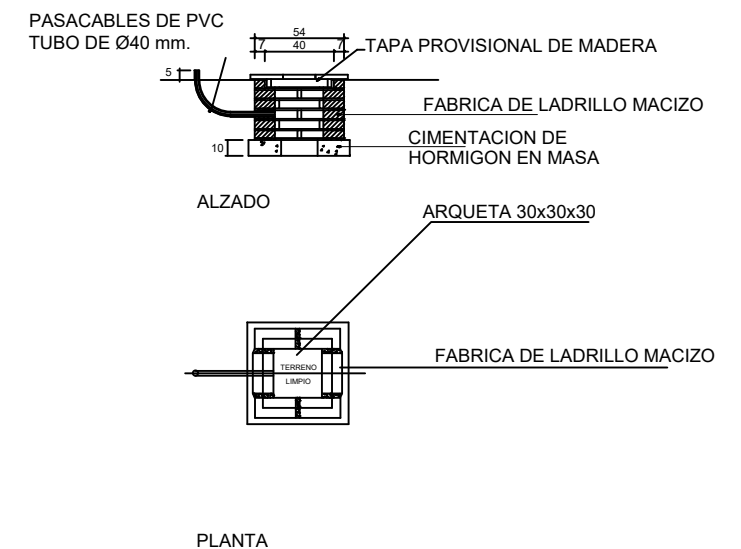 PASACABLES DE PVC
TUBO DE Ø40 mm.
54
7 40 7
5
TAPA PROVISIONAL DE MADERA
FABRICA DE LADRILLO MACIZO
10
CIMENTACION DE
HORMIGON EN MASA
ALZADO
ARQUETA 30x30x30
FABRICA DE LADRILLO MACIZO
TERRENO
LIMPIO
PLANTA